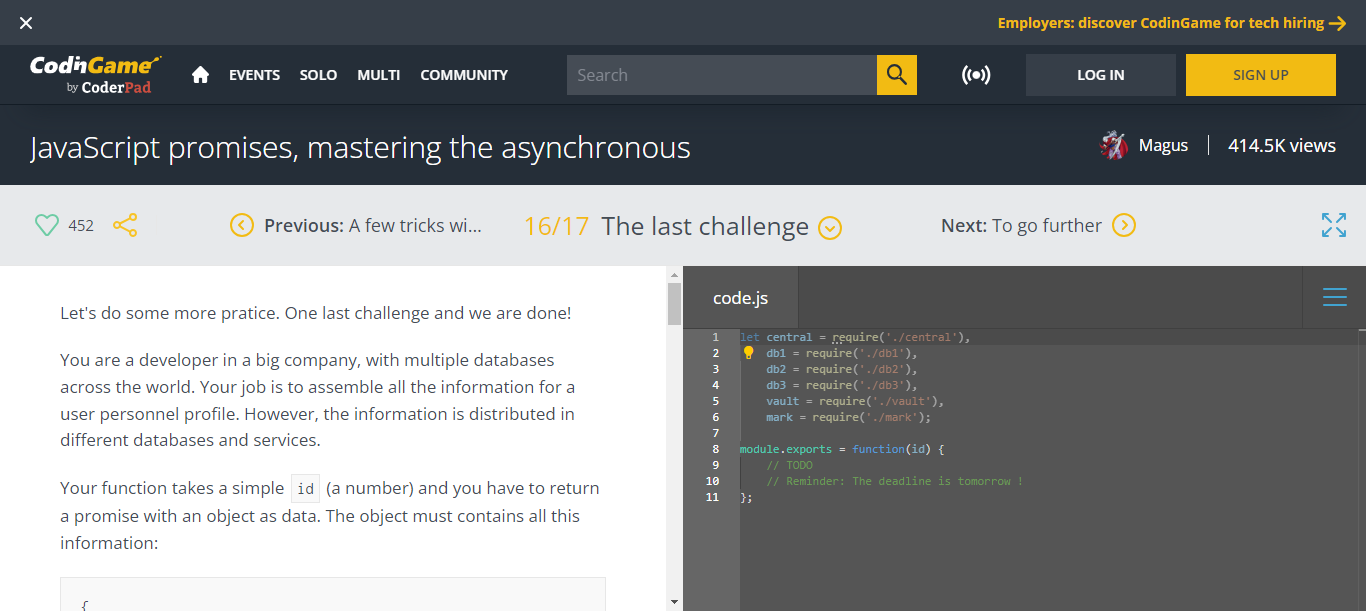 Employers: discover CodinGame for tech hiring
CodinGame
by CoderPad
EVENTS SOLO MULTI COMMUNITY
Search
LOG IN
SIGN UP
JavaScript promises, mastering the asynchronous
Magus
414.5K views
452
Previous: A few tricks wi...
16/17 The last challenge
Next: To go further
Let's do some more pratice. One last challenge and we are done!
You are a developer in a big company, with multiple databases
across the world. Your job is to assemble all the information for a
user personnel profile. However, the information is distributed in
different databases and services.
Your function takes a simple id (a number) and you have to return
a promise with an object as data. The object must contains all this
information:
{
code.js
1 let central = require('./central'),
2 db1 = require('./db1'),
3 db2 = require('./db2'),
4 db3 = require('./db3'),
5 vault = require('./vault'),
6 mark = require('./mark');
7
8 module.exports = function(id) {
9 // TODO
10 // Reminder: The deadline is tomorrow !
11 };